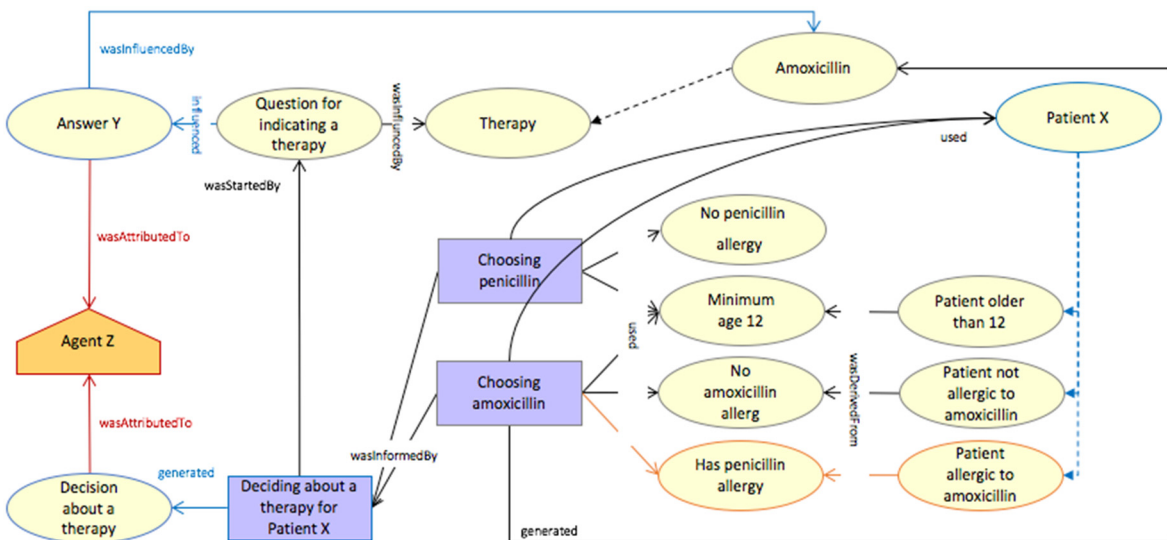 wasInfluencedBy
Amoxicillin
Answer Y
influenced
Question for
indicating a
therapy
wasInfluncedBy
Therapy
used
Patient X
wasStartedBy
No penicillin
allergy
wasAttributedTo
Choosing
penicillin
Minimum
age 12
Patient older
than 12
Agent Z
used
Choosing
amoxicillin
No
amoxicillin
allerg
wasDerivedFrom
Patient not
allergic to
amoxicillin
wasAttributedTo
wasInformedBy
Has penicillin
allergy
Patient
allergic to
amoxicillin
generated
Decision
about a
therapy
Deciding about a
therapy for
Patient X
generated